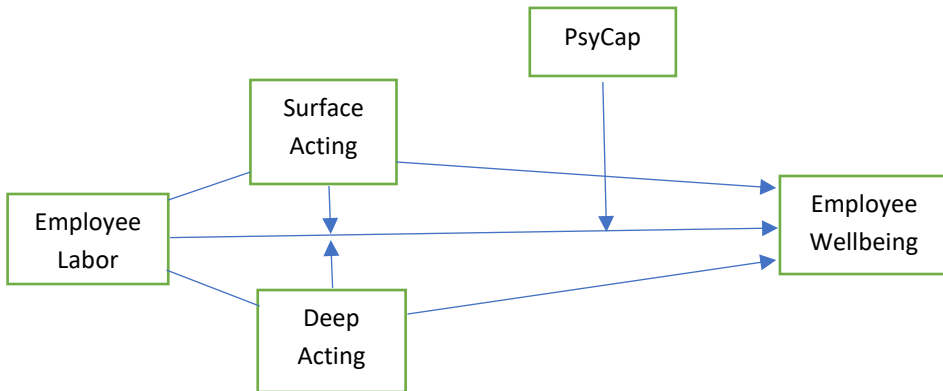 PsyCap
Surface
Acting
Employee
Labor
Employee
Wellbeing
Deep
Acting